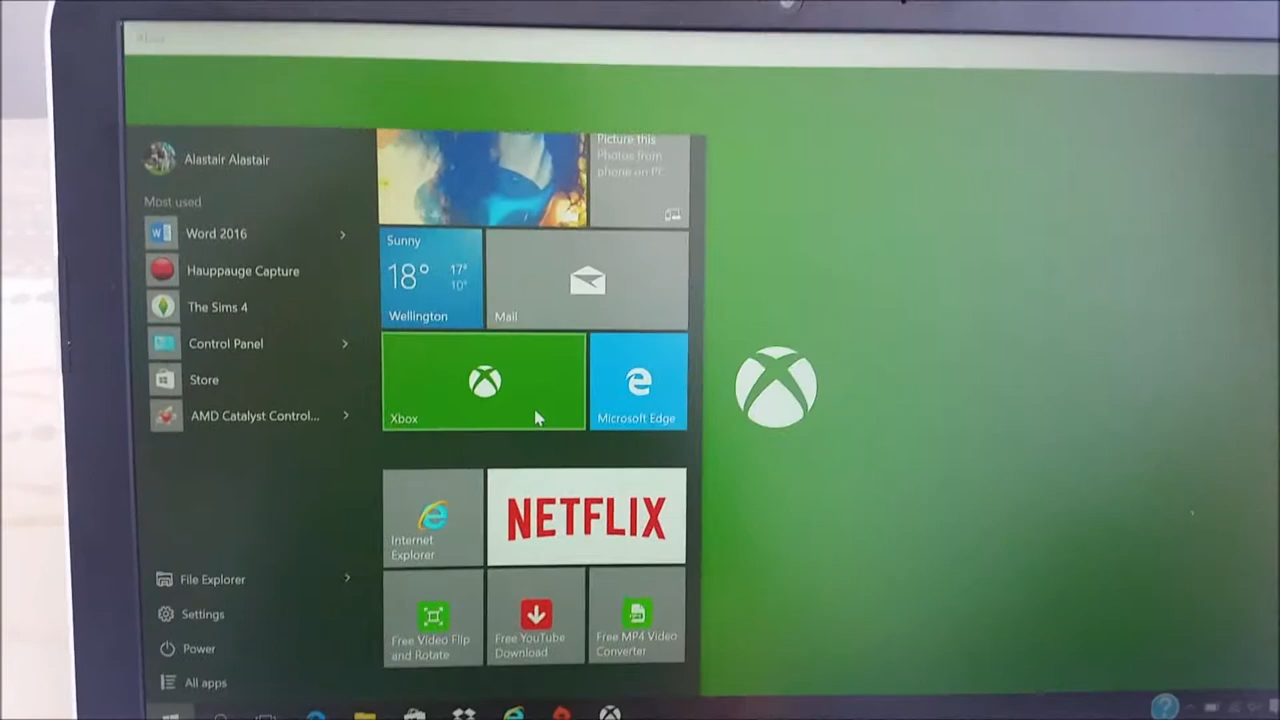 Xbox
Alastair Alastair
Most used
Word 2016
Hauppauge Capture
The Sims 4
Control Panel
Store
AMD Catalyst Control...
File Explorer
Settings
Power
All apps
Picture this
Photos from
phone on PC.
Sunny
18°
17°
10°
Wellington
Mail
Xbox
Microsoft Edge
Internet
Explorer
NETFLIX
Free Video Flip
and Rotate
Free YouTube
Download
Free MP4 Video
Converter